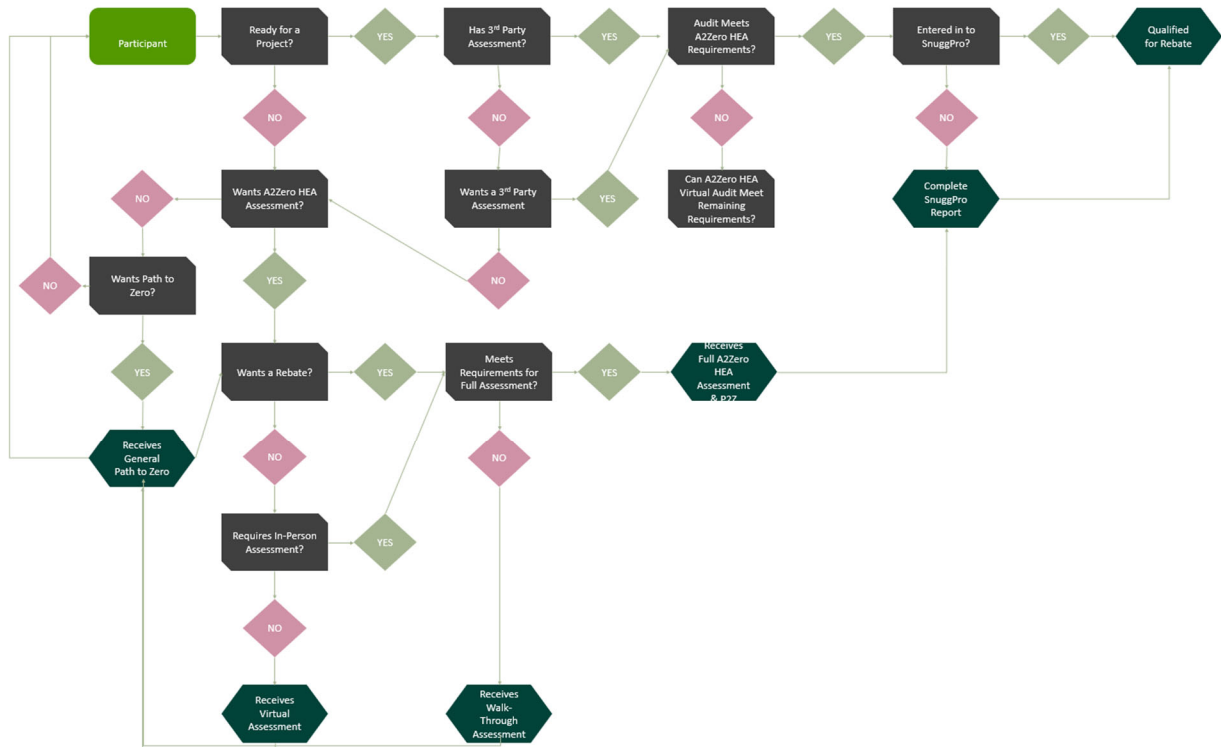 Participant
Ready for a
Project?
YES
Has 3rd Party
Assessment?
YES
Audit Meets
A2Zero HEA
Requirements?
YES
Entered in to
SnuggPro?
YES
Qualified
for Rebate
NO
NO
NO
NO
NO
Wants A2Zero HEA
Assessment?
Wants a 3rd Party
Assessment
YES
Can A2Zero HEA
Virtual Audit Meet
Remaining
Requirements?
Complete
SnuggPro
Report
NO
Wants Path to
Zero?
YES
NO
YES
Wants a Rebate?
YES
Meets
Requirements for
Full Assessment?
YES
Receives
Full A2Zero
HEA
Assessment
& P2Z
Receives
General
Path to Zero
NO
NO
Requires In-Person
Assessment?
YES
NO
Receives
Virtual
Assessment
Receives
Walk-
Through
Assessment